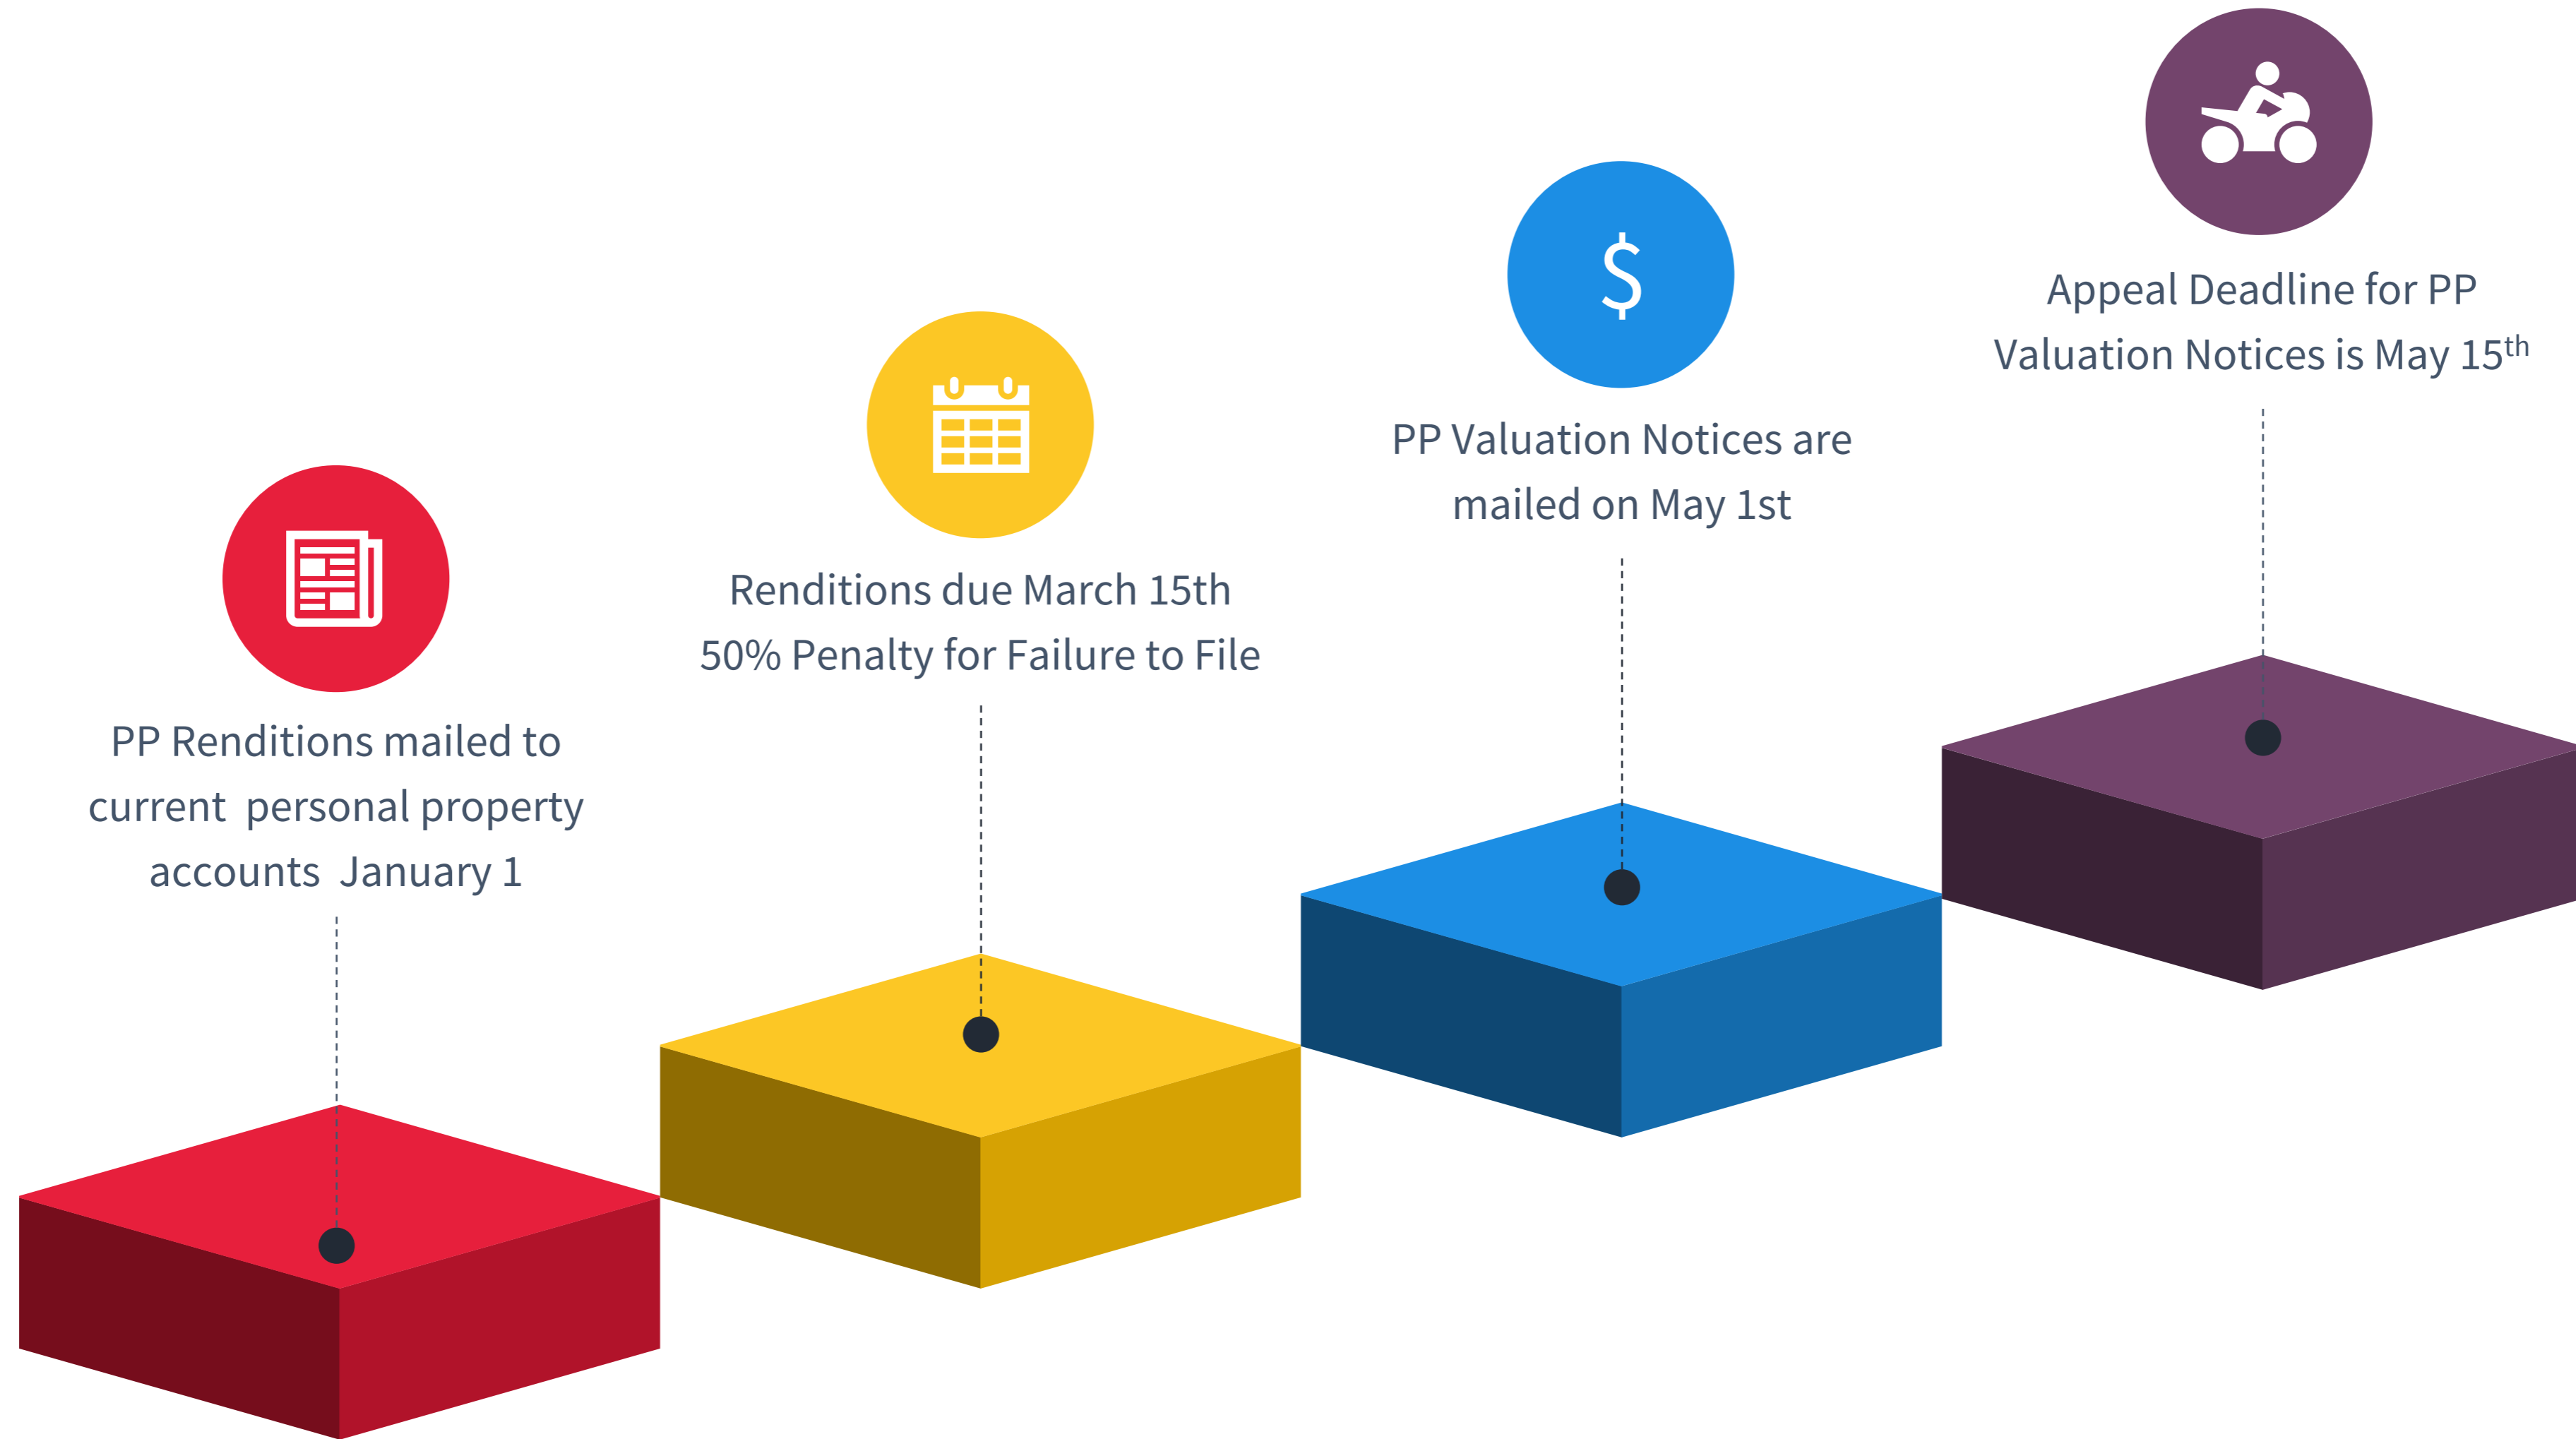 PP Renditions mailed to
current  personal property
accounts  January 1
Renditions due March 15th
50% Penalty for Failure to File
$
PP Valuation Notices are
mailed on May 1st
Appeal Deadline for PP
Valuation Notices is May 15th